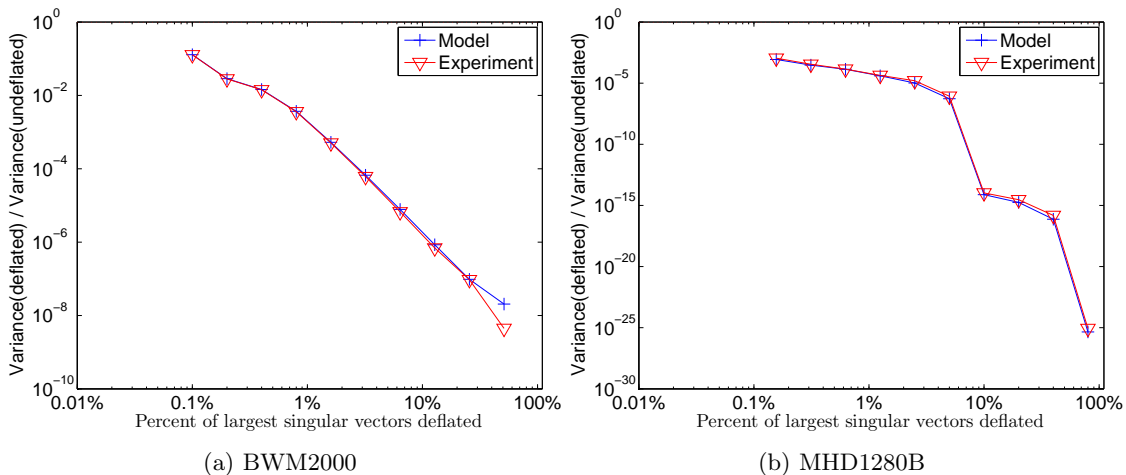 Variance(deflated) / Variance(undeflated)
10^0
10^-2
10^-4
10^-6
10^-8
10^-10
0.01%
0.1%
1%
10%
100%
Model
Experiment
Percent of largest singular vectors deflated
(a) BWM2000
Variance(deflated) / Variance(undeflated)
10^0
10^-5
10^-10
10^-15
10^-20
10^-25
10^-30
0.01%
0.1%
1%
10%
100%
Model
Experiment
Percent of largest singular vectors deflated
(b) MHD1280B